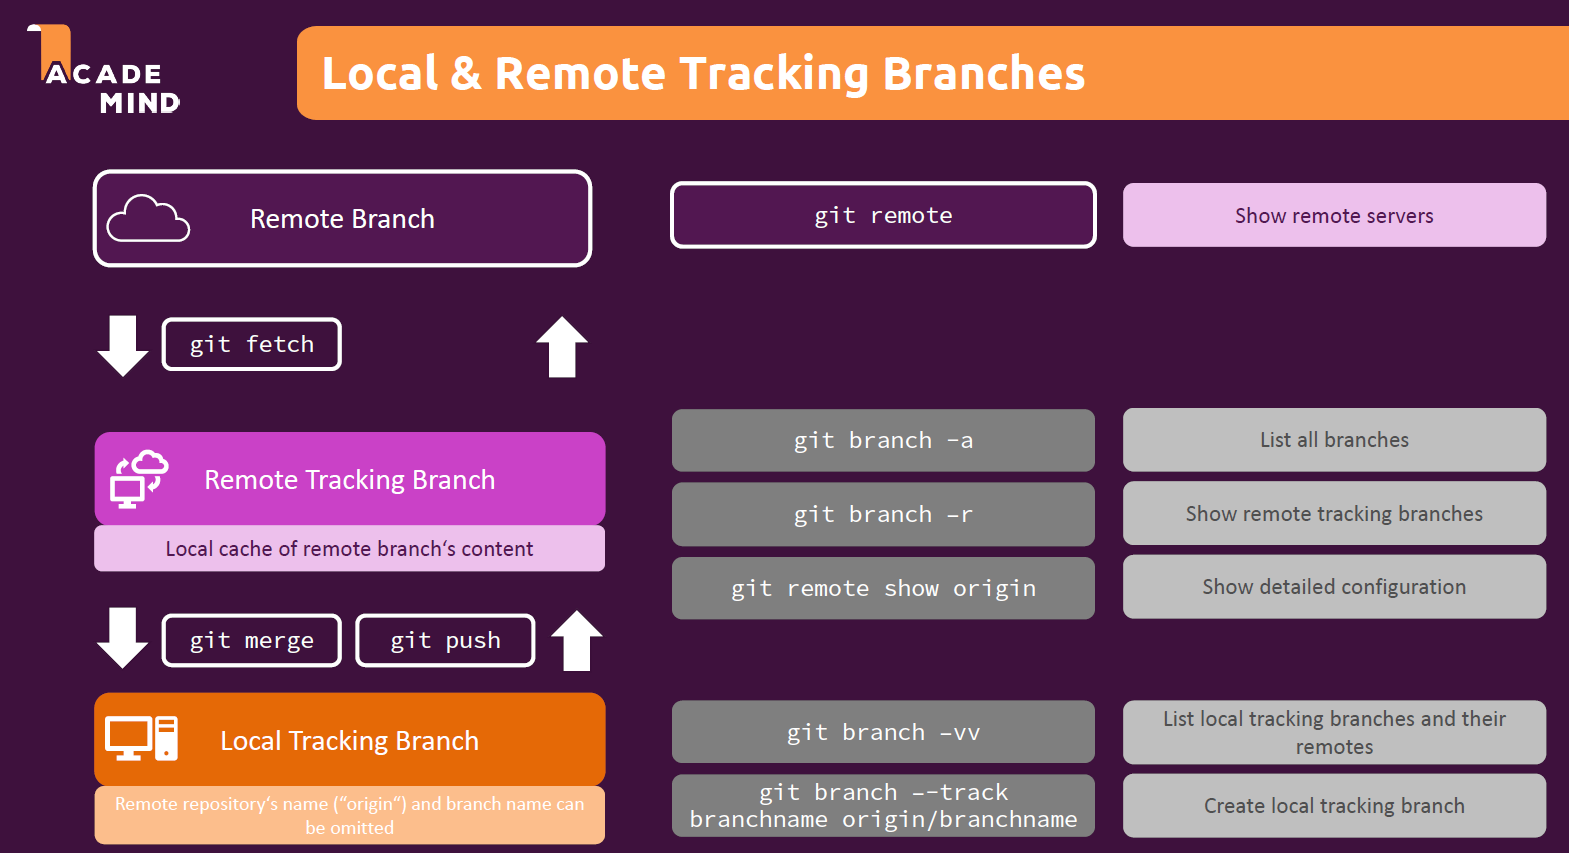 ACADE
MIND
Local & Remote Tracking Branches
Remote Branch
git remote
Show remote servers
git fetch
Remote Tracking Branch
Local cache of remote branch‘s content
git branch –a
List all branches
git branch –r
Show remote tracking branches
git remote show origin
Show detailed configuration
git merge
git push
Local Tracking Branch
Remote repository‘s name (“origin“) and branch name can
be omitted
git branch –vv
List local tracking branches and their
remotes
git branch –-track
branchname origin/branchname
Create local tracking branch